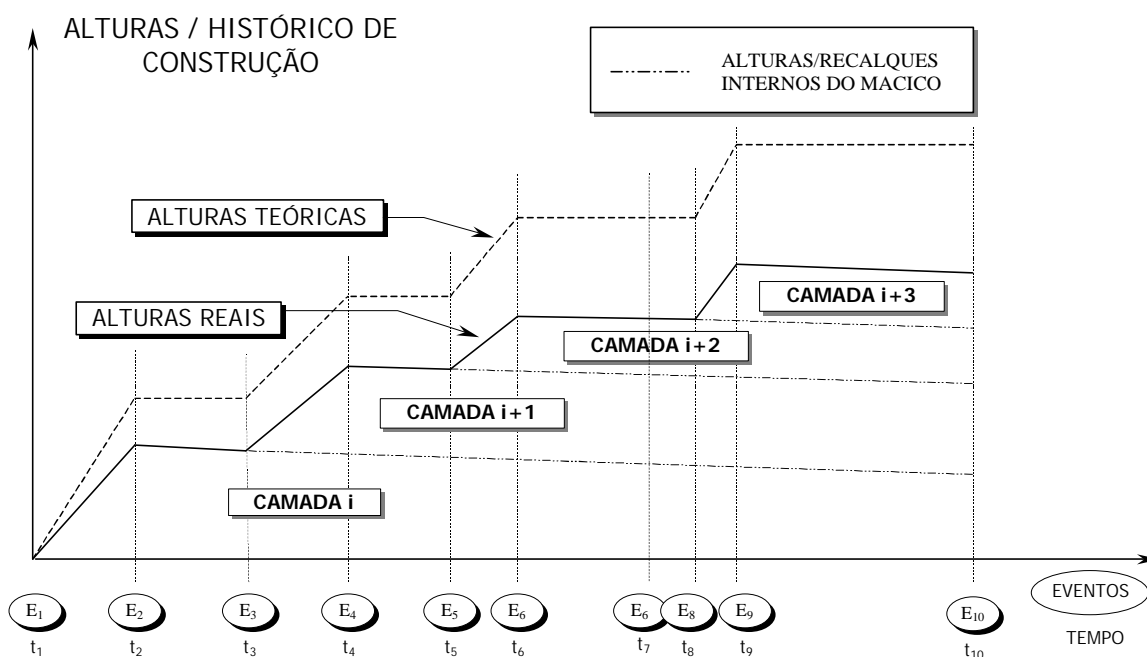 ALTURAS / HISTÓRICO DE
CONSTRUÇÃO
ALTURAS/RECALQUES
INTERNOS DO MACICO
ALTURAS TEÓRICAS
ALTURAS REAIS
CAMADA i+3
CAMADA i+2
CAMADA i+1
CAMADA i
E1 E2 E3 E4 E5 E6 E6 E8 E9 E10 EVENTOS
t1 t2 t3 t4 t5 t6 t7 t8 t9 t10 TEMPO